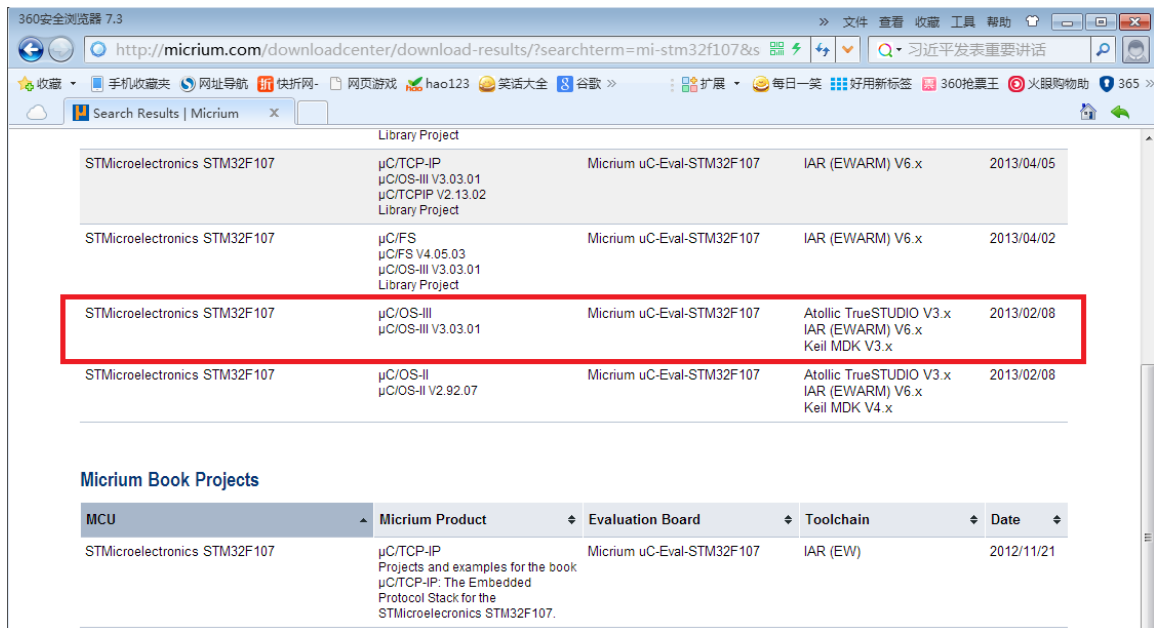 360安全浏览器 7.3
» 文件 查看 收藏 工具 帮助
http://micrium.com/downloadcenter/download-results/?searchterm=mi-stm32f107&s
习近平发表重要讲话
收藏 手机收藏夹 网址导航 折 快折网- 网页游戏 hao123 笑话大全 8 谷歌 » 扩展 每日一笑 好用新标签 360抢票王 火眼购物助 365 »
Search Results | Micrium x
Library Project
STMicroelectronics STM32F107 µC/TCP-IP Micrium uC-Eval-STM32F107 IAR (EWARM) V6.x 2013/04/05
µC/OS-III V3.03.01
µC/TCPIP V2.13.02
Library Project
STMicroelectronics STM32F107 µC/FS Micrium uC-Eval-STM32F107 IAR (EWARM) V6.x 2013/04/02
µC/FS V4.05.03
µC/OS-III V3.03.01
Library Project
STMicroelectronics STM32F107 µC/OS-III Micrium uC-Eval-STM32F107 Atollic TrueSTUDIO V3.x 2013/02/08
µC/OS-III V3.03.01 IAR (EWARM) V6.x
Keil MDK V3.x
STMicroelectronics STM32F107 µC/OS-II Micrium uC-Eval-STM32F107 Atollic TrueSTUDIO V3.x 2013/02/08
µC/OS-II V2.92.07 IAR (EWARM) V6.x
Keil MDK V4.x
Micrium Book Projects
MCU Micrium Product Evaluation Board Toolchain Date
STMicroelectronics STM32F107 µC/TCP-IP Micrium uC-Eval-STM32F107 IAR (EW) 2012/11/21
Projects and examples for the book
µC/TCP-IP: The Embedded
Protocol Stack for the
STMicroelecronics STM32F107.